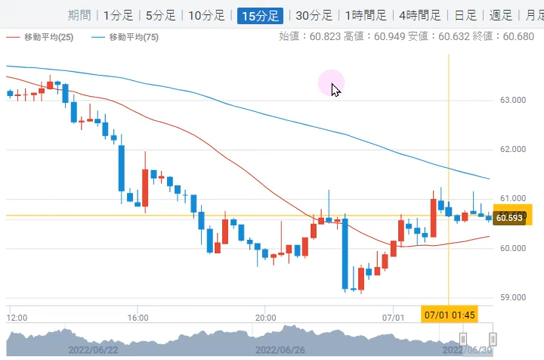 期間 | 1分足 | 5分足 | 10分足 | 15分足 | 30分足 | 1時間足 | 4時間足 | 日足 | 週足 | 月足
移動平均(25) 移動平均(75) 始値：60.823 高値：60.949 安値：60.632 終値：60.680
63.000
62.000
61.000
60.593
60.000
59.000
12:00 16:00 20:00 07/01 07/01 01:45
2022/06/22 2022/06/26 2022/06/30